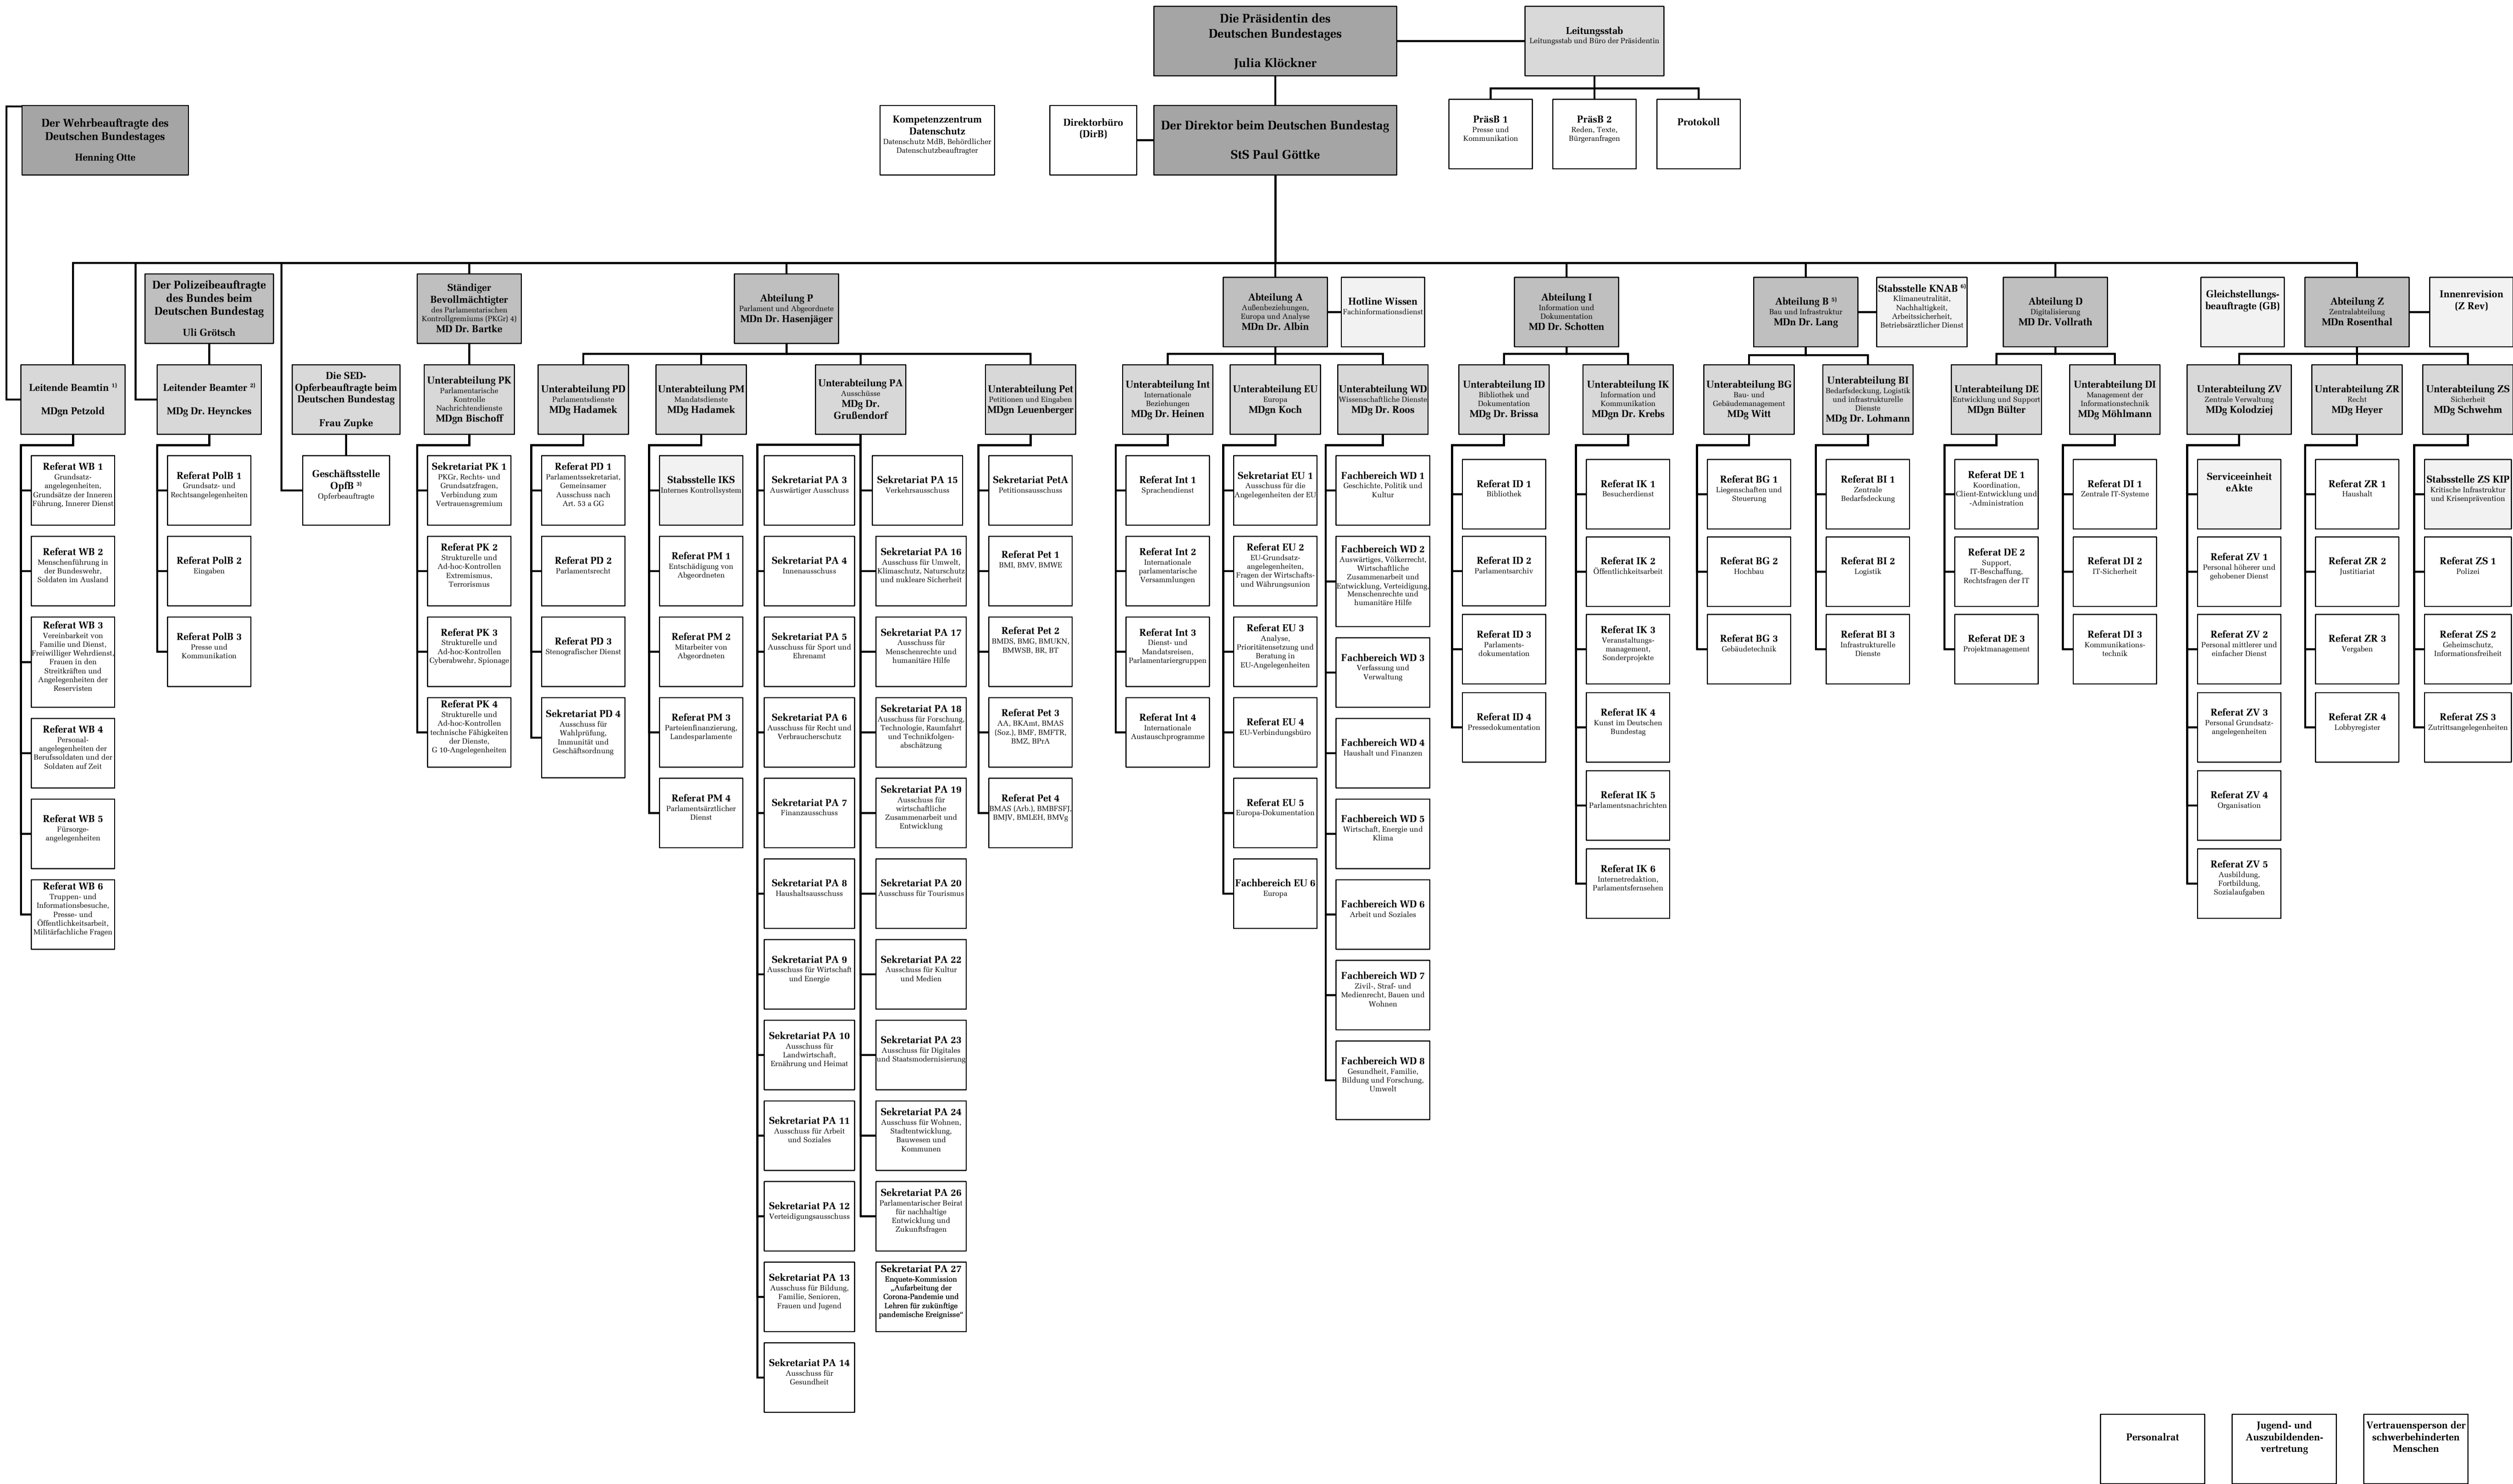 Die Präsidentin des
Deutschen Bundestages
Julia Klöckner
Leitungsstab
Leitungsstab und Büro der Präsidentin
Der Wehrbeauftragte des
Deutschen Bundestages
Henning Otte
Kompetenzzentrum
Datenschutz
Datenschutz MdB, Behördlicher
Datenschutzbeauftragter
Direktorbüro
(DirB)
Der Direktor beim Deutschen Bundestag
StS Paul Göttke
PräsB 1
Presse und
Kommunikation
PräsB 2
Reden, Texte,
Bürgeranfragen
Protokoll
Der Polizeibeauftragte
des Bundes beim
Deutschen Bundestag
Uli Grötsch
Ständiger
Bevollmächtigter
des Parlamentarischen
Kontrollgremiums (PKGr) 4)
MD Dr. Bartke
Abteilung P
Parlament und Abgeordnete
MDn Dr. Hasenjäger
Abteilung A
Außenbeziehungen,
Europa und Analyse
MDn Dr. Albin
Hotline Wissen
Fachinformationsdienst
Abteilung I
Information und
Dokumentation
MD Dr. Schotten
Abteilung B 5)
Bau und Infrastruktur
MDn Dr. Lang
Stabsstelle KNAB 6)
Klimaneutralität,
Nachhaltigkeit,
Arbeitssicherheit,
Betriebsärztlicher Dienst
Abteilung D
Digitalisierung
MD Dr. Vollrath
Gleichstellungs-
beauftragte (GB)
Abteilung Z
Zentralabteilung
MDn Rosenthal
Innenrevision
(Z Rev)
Leitende Beamtin 1)
MDgn Petzold
Leitender Beamter 2)
MDg Dr. Heynckes
Die SED-
Opferbeauftragte beim
Deutschen Bundestag
Frau Zupke
Unterabteilung PK
Parlamentarische
Kontrolle
Nachrichtendienste
MDgn Bischoff
Unterabteilung PD
Parlamentsdienste
MDg Hadamek
Unterabteilung PM
Mandatsdienste
MDg Hadamek
Unterabteilung PA
Ausschüsse
MDg Dr.
Grußendorf
Unterabteilung Pet
Petitionen und Eingaben
MDgn Leuenberger
Unterabteilung Int
Internationale
Beziehungen
MDg Dr. Heinen
Unterabteilung EU
Europa
MDgn Koch
Unterabteilung WD
Wissenschaftliche Dienste
MDg Dr. Roos
Unterabteilung ID
Bibliothek und
Dokumentation
MDg Dr. Brissa
Unterabteilung IK
Information und
Kommunikation
MDgn Dr. Krebs
Unterabteilung BG
Bau- und
Gebäudemanagement
MDg Witt
Unterabteilung BI
Bedarfsdeckung, Logistik
und infrastrukturelle
Dienste
MDg Dr. Lohmann
Unterabteilung DE
Entwicklung und Support
MDgn Bülter
Unterabteilung DI
Management der
Informationstechnik
MDg Möhlmann
Unterabteilung ZV
Zentrale Verwaltung
MDg Kolodziej
Unterabteilung ZR
Recht
MDg Heyer
Unterabteilung ZS
Sicherheit
MDg Schwehm
Referat WB 1
Grundsatz-
angelegenheiten,
Grundsätze der Inneren
Führung, Innerer Dienst
Referat WB 2
Menschenführung in
der Bundeswehr,
Soldaten im Ausland
Referat WB 3
Vereinbarkeit von
Familie und Dienst,
Freiwilliger Wehrdienst,
Frauen in den
Streitkräften und
Angelegenheiten der
Reservisten
Referat WB 4
Personal-
angelegenheiten der
Berufssoldaten und der
Soldaten auf Zeit
Referat WB 5
Fürsorge-
angelegenheiten
Referat WB 6
Truppen- und
Informationsbesuche,
Presse- und
Öffentlichkeitsarbeit,
Militärfachliche Fragen
Referat PolB 1
Grundsatz- und
Rechtsangelegenheiten
Referat PolB 2
Eingaben
Referat PolB 3
Presse und
Kommunikation
Geschäftsstelle
OpfB 3)
Opferbeauftragte
Sekretariat PK 1
PKGr, Rechts- und
Grundsatzfragen,
Verbindung zum
Vertrauensgremium
Referat PK 2
Strukturelle und
Ad-hoc-Kontrollen
Extremismus,
Terrorismus
Referat PK 3
Strukturelle und
Ad-hoc-Kontrollen
Cyberabwehr, Spionage
Referat PK 4
Strukturelle und
Ad-hoc-Kontrollen
technische Fähigkeiten
der Dienste,
G 10-Angelegenheiten
Referat PD 1
Parlamentssekretariat,
Gemeinsamer
Ausschuss nach
Art. 53 a GG
Referat PD 2
Parlamentsrecht
Referat PD 3
Stenografischer Dienst
Sekretariat PD 4
Ausschuss für
Wahlprüfung,
Immunität und
Geschäftsordnung
Stabsstelle IKS
Internes Kontrollsystem
Referat PM 1
Entschädigung von
Abgeordneten
Referat PM 2
Mitarbeiter von
Abgeordneten
Referat PM 3
Parteienfinanzierung,
Landesparlamente
Referat PM 4
Parlamentsärztlicher
Dienst
Sekretariat PA 3
Auswärtiger Ausschuss
Sekretariat PA 4
Innenausschuss
Sekretariat PA 5
Ausschuss für Sport und
Ehrenamt
Sekretariat PA 6
Ausschuss für Recht und
Verbraucherschutz
Sekretariat PA 7
Finanzausschuss
Sekretariat PA 8
Haushaltsausschuss
Sekretariat PA 9
Ausschuss für Wirtschaft
und Energie
Sekretariat PA 10
Ausschuss für
Landwirtschaft,
Ernährung und Heimat
Sekretariat PA 11
Ausschuss für Arbeit
und Soziales
Sekretariat PA 12
Verteidigungsausschuss
Sekretariat PA 13
Ausschuss für Bildung,
Familie, Senioren,
Frauen und Jugend
Sekretariat PA 14
Ausschuss für
Gesundheit
Sekretariat PA 15
Verkehrsausschuss
Sekretariat PA 16
Ausschuss für Umwelt,
Klimaschutz, Naturschutz
und nukleare Sicherheit
Sekretariat PA 17
Ausschuss für
Menschenrechte und
humanitäre Hilfe
Sekretariat PA 18
Ausschuss für Forschung,
Technologie, Raumfahrt
und Technikfolgen-
abschätzung
Sekretariat PA 19
Ausschuss für
wirtschaftliche
Zusammenarbeit und
Entwicklung
Sekretariat PA 20
Ausschuss für Tourismus
Sekretariat PA 22
Ausschuss für Kultur
und Medien
Sekretariat PA 23
Ausschuss für Digitales
und Staatsmodernisierung
Sekretariat PA 24
Ausschuss für Wohnen,
Stadtentwicklung,
Bauwesen und
Kommunen
Sekretariat PA 26
Parlamentarischer Beirat
für nachhaltige
Entwicklung und
Zukunftsfragen
Sekretariat PA 27
Enquete-Kommission
„Aufarbeitung der
Corona-Pandemie und
Lehren für zukünftige
pandemische Ereignisse“
Sekretariat PetA
Petitionsausschuss
Referat Pet 1
BMI, BMV, BMWE
Referat Pet 2
BMDS, BMG, BMUKN,
BMWSB, BR, BT
Referat Pet 3
AA, BKAmt, BMAS
(Soz.), BMF, BMFTR,
BMZ, BPrA
Referat Pet 4
BMAS (Arb.), BMBFSFJ,
BMJV, BMLEH, BMVg
Referat Int 1
Sprachendienst
Referat Int 2
Internationale
parlamentarische
Versammlungen
Referat Int 3
Dienst- und
Mandatsreisen,
Parlamentariergruppen
Referat Int 4
Internationale
Austauschprogramme
Sekretariat EU 1
Ausschuss für die
Angelegenheiten der EU
Referat EU 2
EU-Grundsatz-
angelegenheiten,
Fragen der Wirtschafts-
und Währungsunion
Referat EU 3
Analyse,
Prioritätensetzung und
Beratung in
EU-Angelegenheiten
Referat EU 4
EU-Verbindungsbüro
Referat EU 5
Europa-Dokumentation
Fachbereich EU 6
Europa
Fachbereich WD 1
Geschichte, Politik und
Kultur
Fachbereich WD 2
Auswärtiges, Völkerrecht,
Wirtschaftliche
Zusammenarbeit und
Entwicklung, Verteidigung,
Menschenrechte und
humanitäre Hilfe
Fachbereich WD 3
Verfassung und
Verwaltung
Fachbereich WD 4
Haushalt und Finanzen
Fachbereich WD 5
Wirtschaft, Energie und
Klima
Fachbereich WD 6
Arbeit und Soziales
Fachbereich WD 7
Zivil-, Straf- und
Medienrecht, Bauen und
Wohnen
Fachbereich WD 8
Gesundheit, Familie,
Bildung und Forschung,
Umwelt
Referat ID 1
Bibliothek
Referat ID 2
Parlamentsarchiv
Referat ID 3
Parlaments-
dokumentation
Referat ID 4
Pressedokumentation
Referat IK 1
Besucherdienst
Referat IK 2
Öffentlichkeitsarbeit
Referat IK 3
Veranstaltungs-
management,
Sonderprojekte
Referat IK 4
Kunst im Deutschen
Bundestag
Referat IK 5
Parlamentsnachrichten
Referat IK 6
Internetredaktion,
Parlamentsfernsehen
Referat BG 1
Liegenschaften und
Steuerung
Referat BG 2
Hochbau
Referat BG 3
Gebäudetechnik
Referat BI 1
Zentrale
Bedarfsdeckung
Referat BI 2
Logistik
Referat BI 3
Infrastrukturelle
Dienste
Referat DE 1
Koordination,
Client-Entwicklung und
-Administration
Referat DE 2
Support,
IT-Beschaffung,
Rechtsfragen der IT
Referat DE 3
Projektmanagement
Referat DI 1
Zentrale IT-Systeme
Referat DI 2
IT-Sicherheit
Referat DI 3
Kommunikations-
technik
Serviceeinheit
eAkte
Referat ZV 1
Personal höherer und
gehobener Dienst
Referat ZV 2
Personal mittlerer und
einfacher Dienst
Referat ZV 3
Personal Grundsatz-
angelegenheiten
Referat ZV 4
Organisation
Referat ZV 5
Ausbildung,
Fortbildung,
Sozialaufgaben
Referat ZR 1
Haushalt
Referat ZR 2
Justitiariat
Referat ZR 3
Vergaben
Referat ZR 4
Lobbyregister
Stabsstelle ZS KIP
Kritische Infrastruktur
und Krisenprävention
Referat ZS 1
Polizei
Referat ZS 2
Geheimschutz,
Informationsfreiheit
Referat ZS 3
Zutrittsangelegenheiten
Personalrat
Jugend- und
Auszubildenden-
vertretung
Vertrauensperson der
schwerbehinderten
Menschen